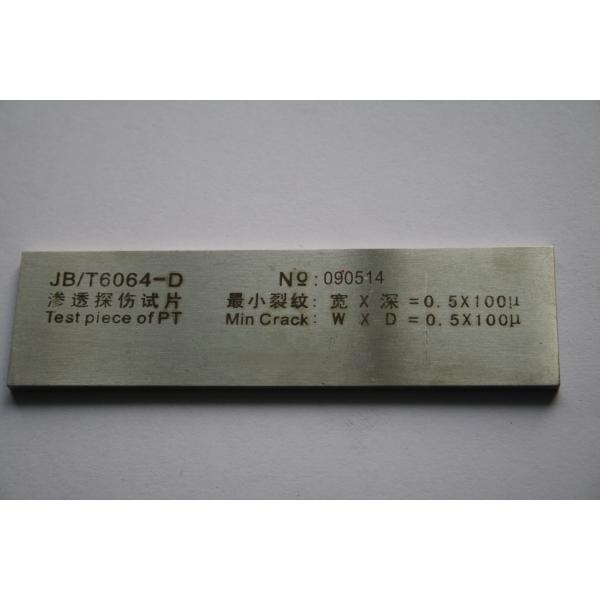 JB/T6064-D Nº: 090514
渗透探伤试片 最小裂纹: 宽 X 深 = 0.5X100μ
Test piece of PT Min Crack: W X D = 0.5X100μ